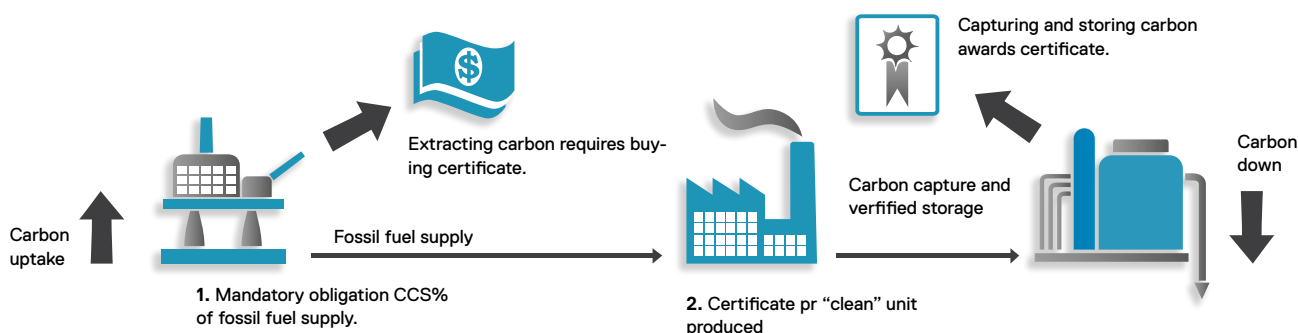 Capturing and storing carbon
awards certificate.
$
Extracting carbon requires buy-
ing certificate.
Carbon
down
Carbon capture and
verfified storage
Carbon
uptake
Fossil fuel supply
1. Mandatory obligation CCS%
of fossil fuel supply.
2. Certificate pr “clean” unit
produced